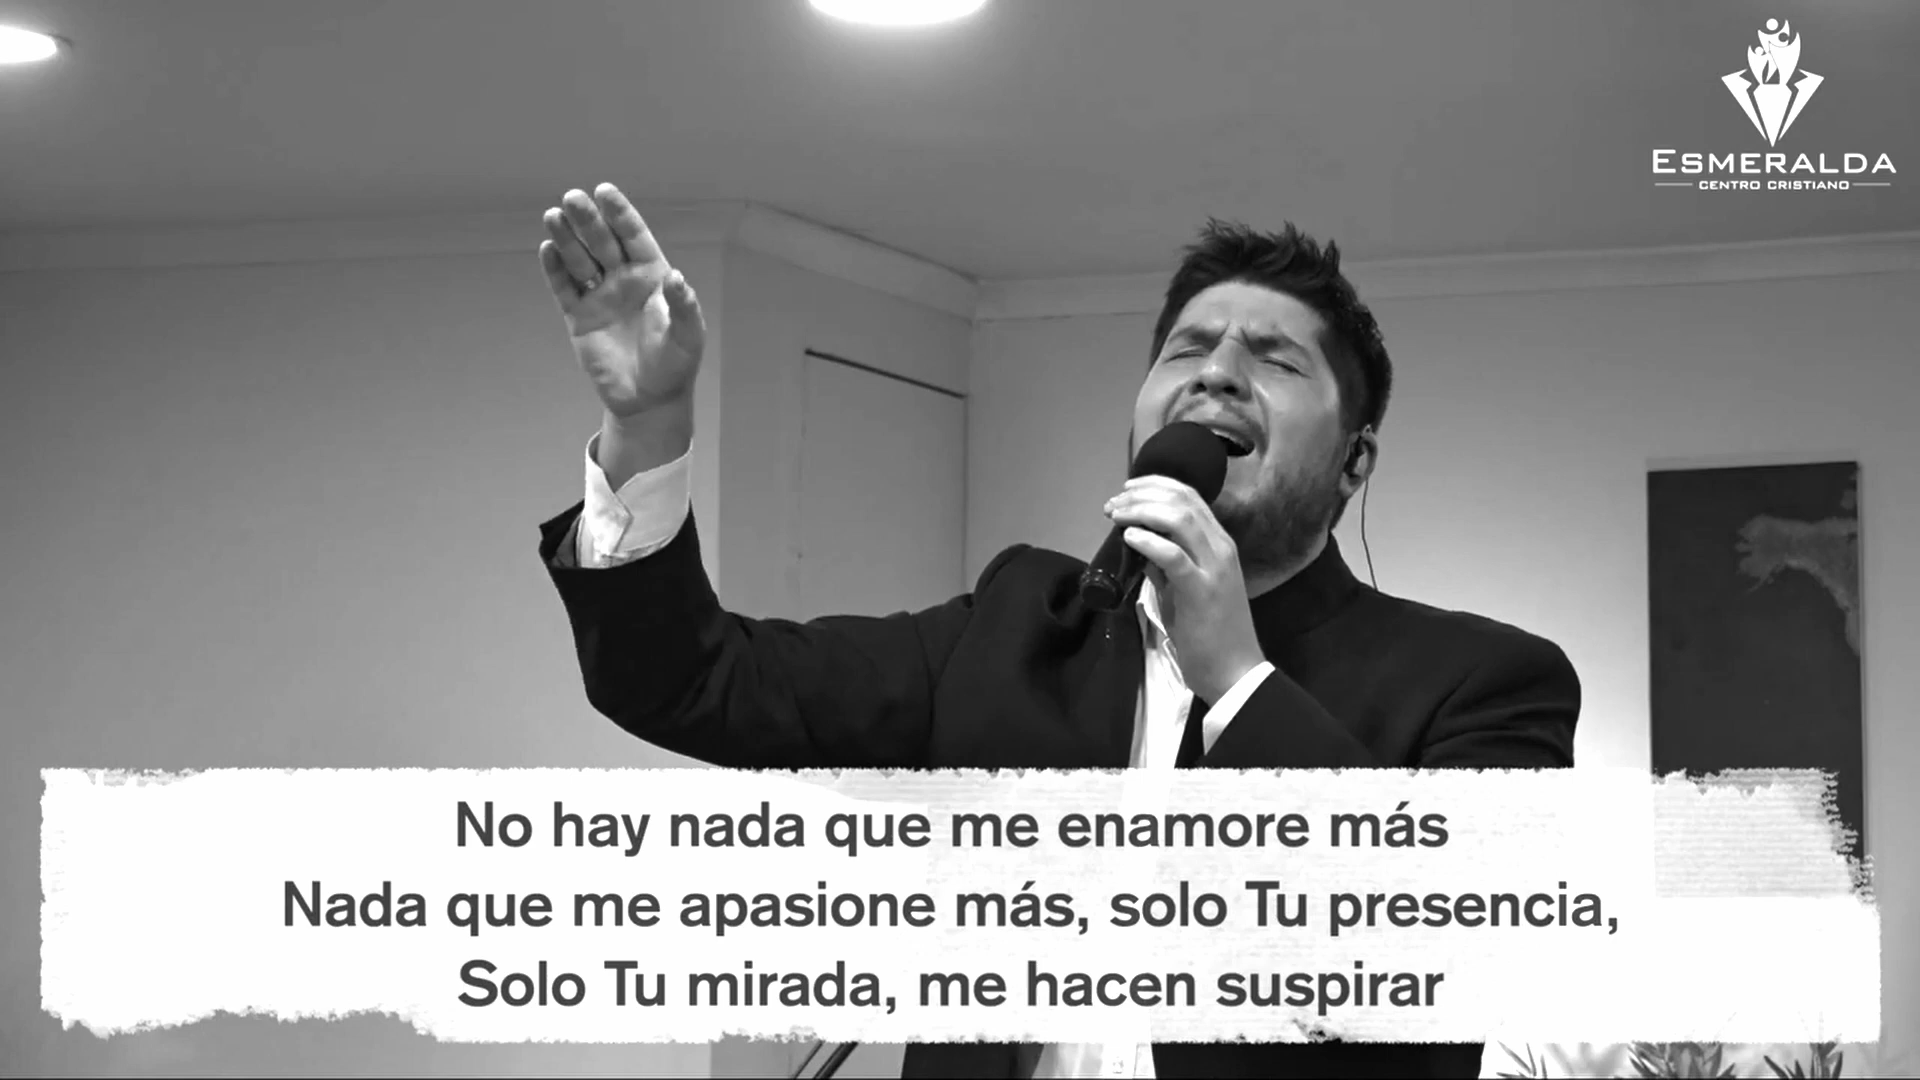 ESMERALDA
CENTRO CRISTIANO
No hay nada que me enamore más
Nada que me apasione más, solo Tu presencia,
Solo Tu mirada, me hacen suspirar